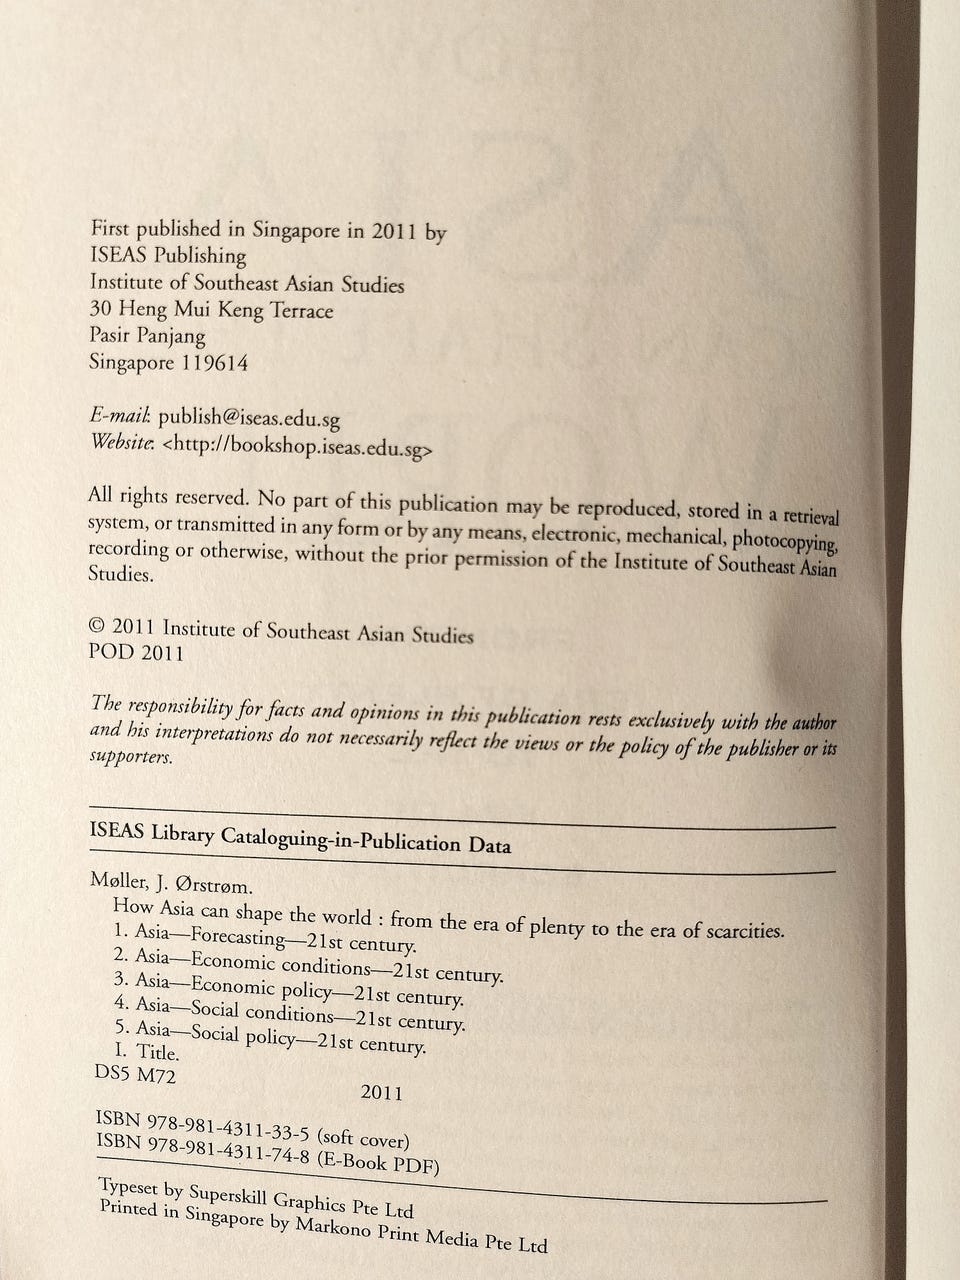 First published in Singapore in 2011 by
ISEAS Publishing
Institute of Southeast Asian Studies
30 Heng Mui Keng Terrace
Pasir Panjang
Singapore 119614
E-mail: publish@iseas.edu.sg
Website: <http://bookshop.iseas.edu.sg>
All rights reserved. No part of this publication may be reproduced, stored in a retrieval
system, or transmitted in any form or by any means, electronic, mechanical, photocopying,
recording or otherwise, without the prior permission of the Institute of Southeast Asian
Studies.
© 2011 Institute of Southeast Asian Studies
POD 2011
The responsibility for facts and opinions in this publication rests exclusively with the author
and his interpretations do not necessarily reflect the views or the policy of the publisher or its
supporters.
ISEAS Library Cataloguing-in-Publication Data
Møller, J. Ørstrøm.
How Asia can shape the world : from the era of plenty to the era of scarcities.
1. Asia—Forecasting—21st century.
2. Asia—Economic conditions—21st century.
3. Asia—Economic policy—21st century.
4. Asia—Social conditions—21st century.
5. Asia—Social policy—21st century.
I. Title.
DS5 M72
2011
ISBN 978-981-4311-33-5 (soft cover)
ISBN 978-981-4311-74-8 (E-Book PDF)
Typeset by Superskill Graphics Pte Ltd
Printed in Singapore by Markono Print Media Pte Ltd